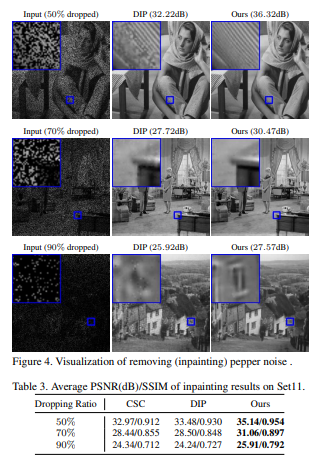 Input (50% dropped) DIP (32.22dB) Ours (36.32dB)
Input (70% dropped) DIP (27.72dB) Ours (30.47dB)
Input (90% dropped) DIP (25.92dB) Ours (27.57dB)
Figure 4. Visualization of removing (inpainting) pepper noise .
Table 3. Average PSNR(dB)/SSIM of inpainting results on Set11.
Dropping Ratio CSC DIP Ours
50% 32.97/0.912 33.48/0.930 35.14/0.954
70% 28.44/0.855 28.50/0.848 31.06/0.897
90% 24.34/0.712 24.24/0.727 25.91/0.792